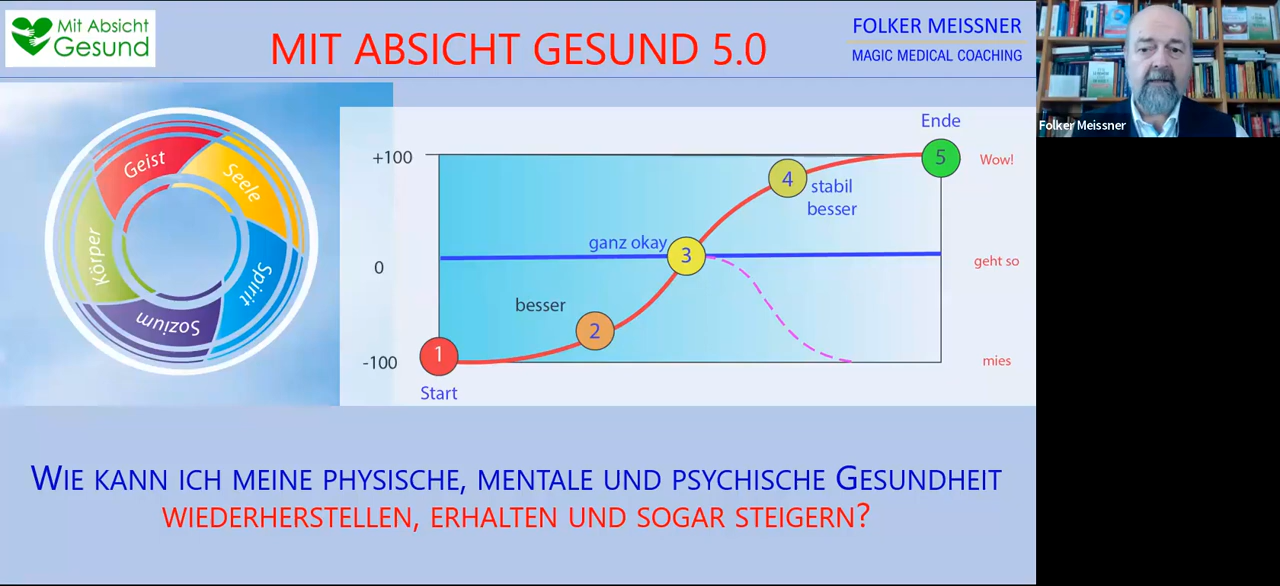 Mit Absicht
Gesund
MIT ABSICHT GESUND 5.0
FOLKER MEISSNER
MAGIC MEDICAL COACHING
Folker Meissner
Geist
Seele
Spirit
Sozium
Körper
Ende
+100
0
-100
1
Start
2
besser
3
ganz okay
4
stabil
besser
5
Wow!
geht so
mies
WIE KANN ICH MEINE PHYSISCHE, MENTALE UND PSYCHISCHE GESUNDHEIT
WIEDERHERSTELLEN, ERHALTEN UND SOGAR STEIGERN?